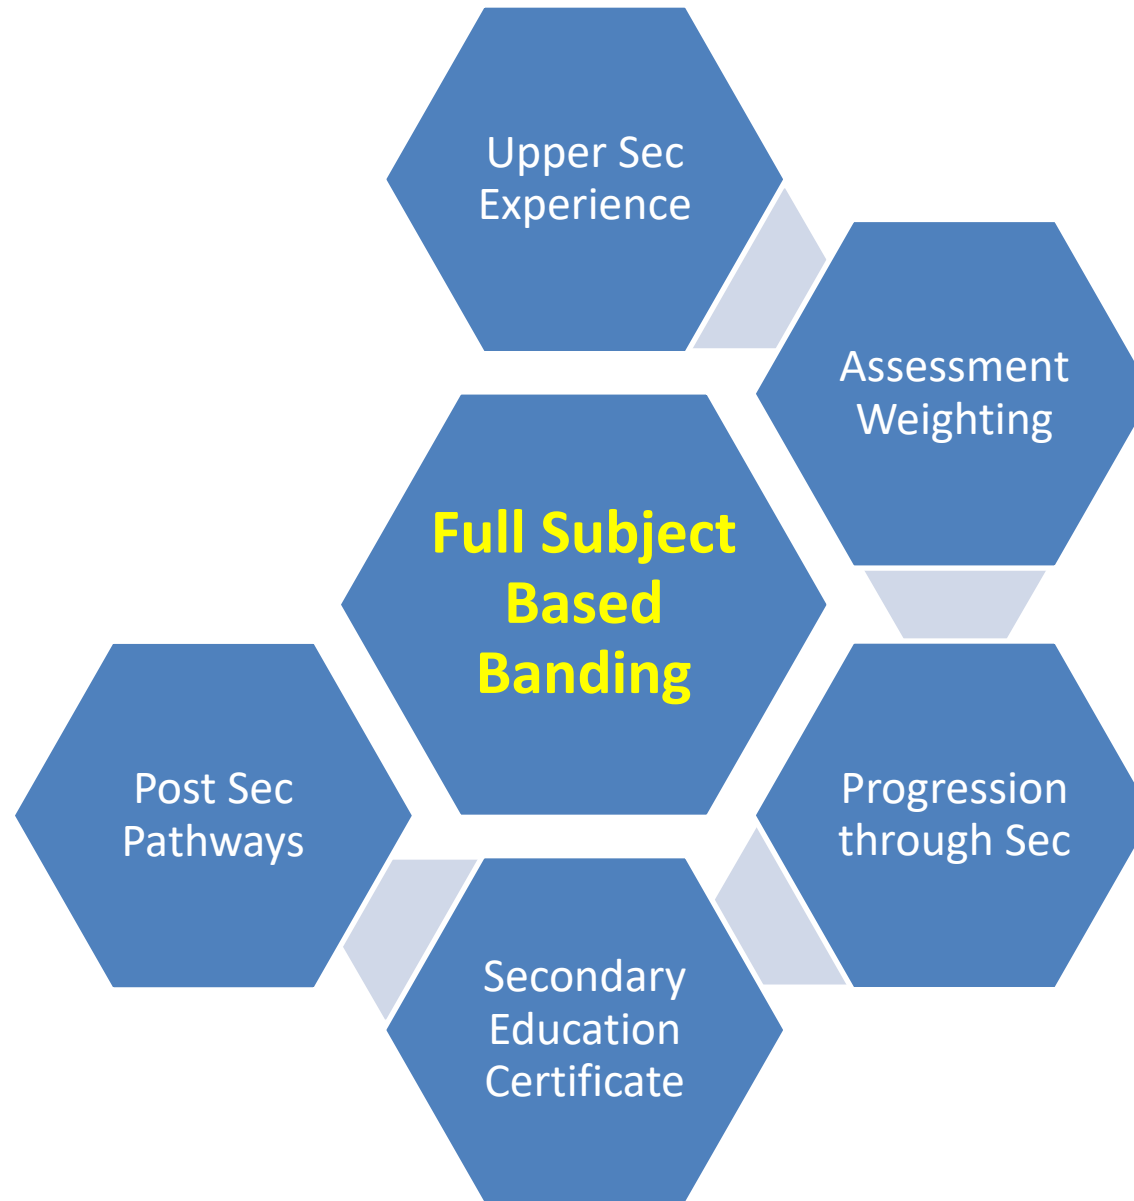 Upper Sec
Experience
Assessment
Weighting
Full Subject
Based
Banding
Post Sec
Pathways
Progression
through Sec
Secondary
Education
Certificate